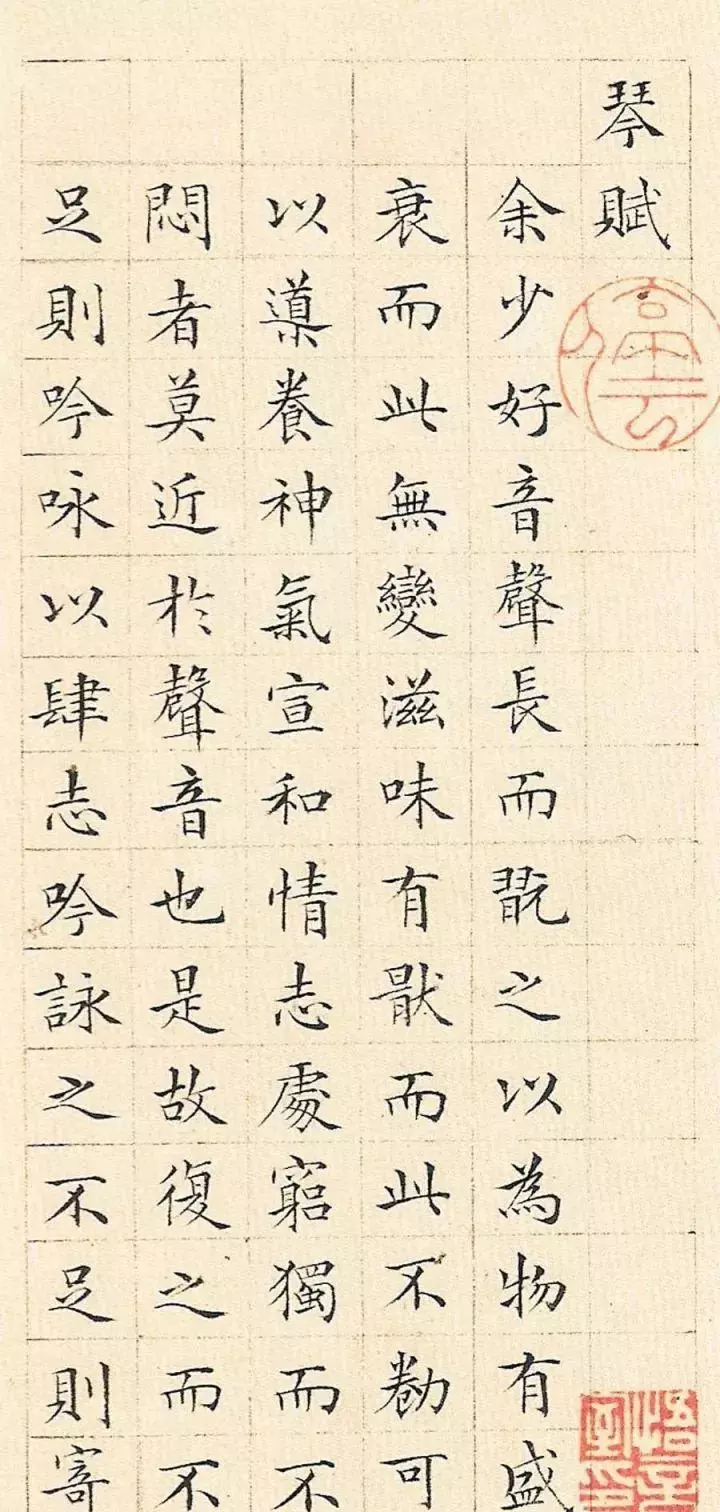 琴賦
余少好音聲長而翫之以為物有盛
衰而此無變滋味有猒而此不勌可
以導養神氣宣和情志處窮獨而不
悶者莫近於聲音也是故復之而不
足則吟咏以肆志吟詠之不足則寄